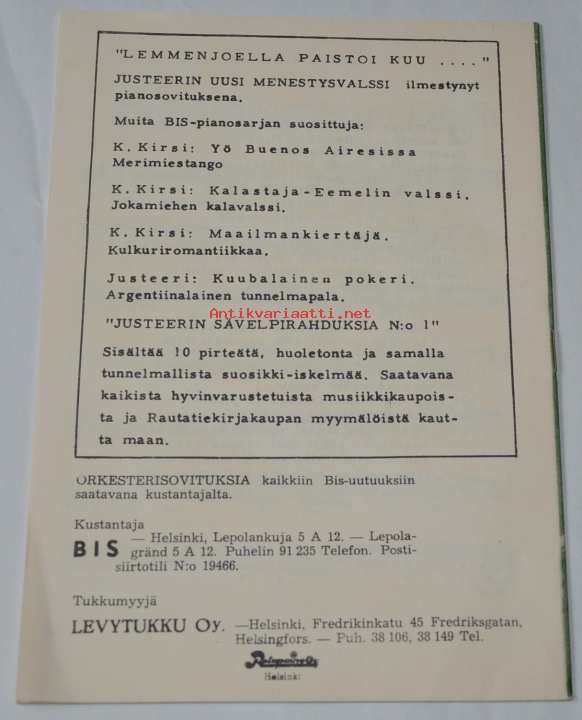 "LEMMENJOELLA PAISTOI KUU ...."
JUSTEERIN UUSI MENESTYSVALSSI ilmestynyt
pianosovituksena.
Muita BIS-pianosarjan suosittuja:
K. Kirsi: Yö Buenos Airesissa
Merimiestango
K. Kirsi: Kalastaja-Eemelin valssi.
Jokamiehen kalavalssi.
K. Kirsi: Maailmankiertäjä.
Kulkuriromantiikkaa.
Justeeri: Kuubalainen pokeri.
Argentiinalainen tunnelmapala.
Antikvariaatti.net
"JUSTEERIN SÄVELPIRAHDUKSIA N:o 1"
Sisältää 10 pirteätä, huoletonta ja samalla
tunnelmallista suosikki-iskelmää. Saatavana
kaikista hyvinvarustetuista musiikkikaupois-
ta ja Rautatiekirjakaupan myymälöistä kaut-
ta maan.
ORKESTERISOVITUKSIA kaikkiin Bis-uutuuksiin
saatavana kustantajalta.
Kustantaja
BIS — Helsinki, Lepolankuja 5 A 12. — Lepola-
gränd 5 A 12. Puhelin 91 235 Telefon. Posti-
siirtotili N:o 19466.
Tukkumyyjä
LEVYTUKKU Oy. —Helsinki, Fredrikinkatu 45 Fredriksgatan,
Helsingfors. — Puh. 38 106, 38 149 Tel.
Helsinki